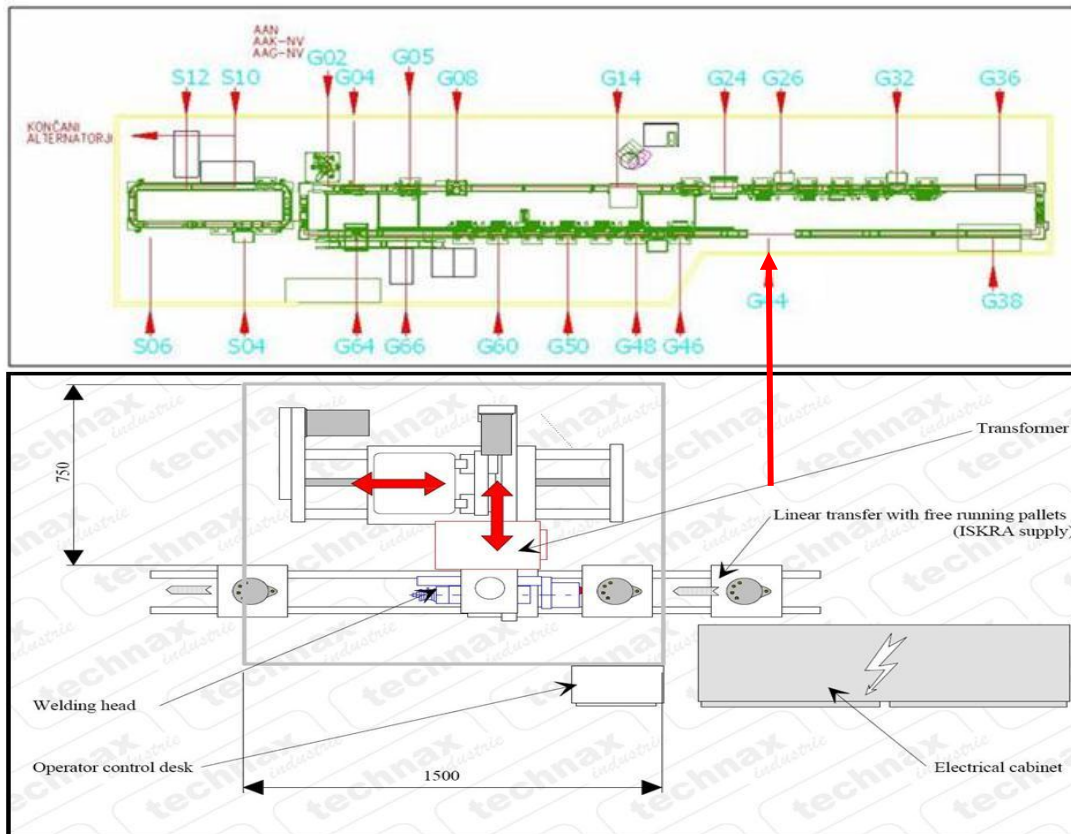 AAN
AAK-NV
AAG-NV
S12
S10
G02
G04
G05
G08
G14
G24
G26
G32
G36
KONČANI
ALTERNATORJI
S06
S04
G64
G66
G60
G50
G48
G46
G44
G38
technax
industrie
750
Transformer
Linear transfer with free running pallets
(ISKRA supply)
Welding head
Operator control desk
1500
Electrical cabinet